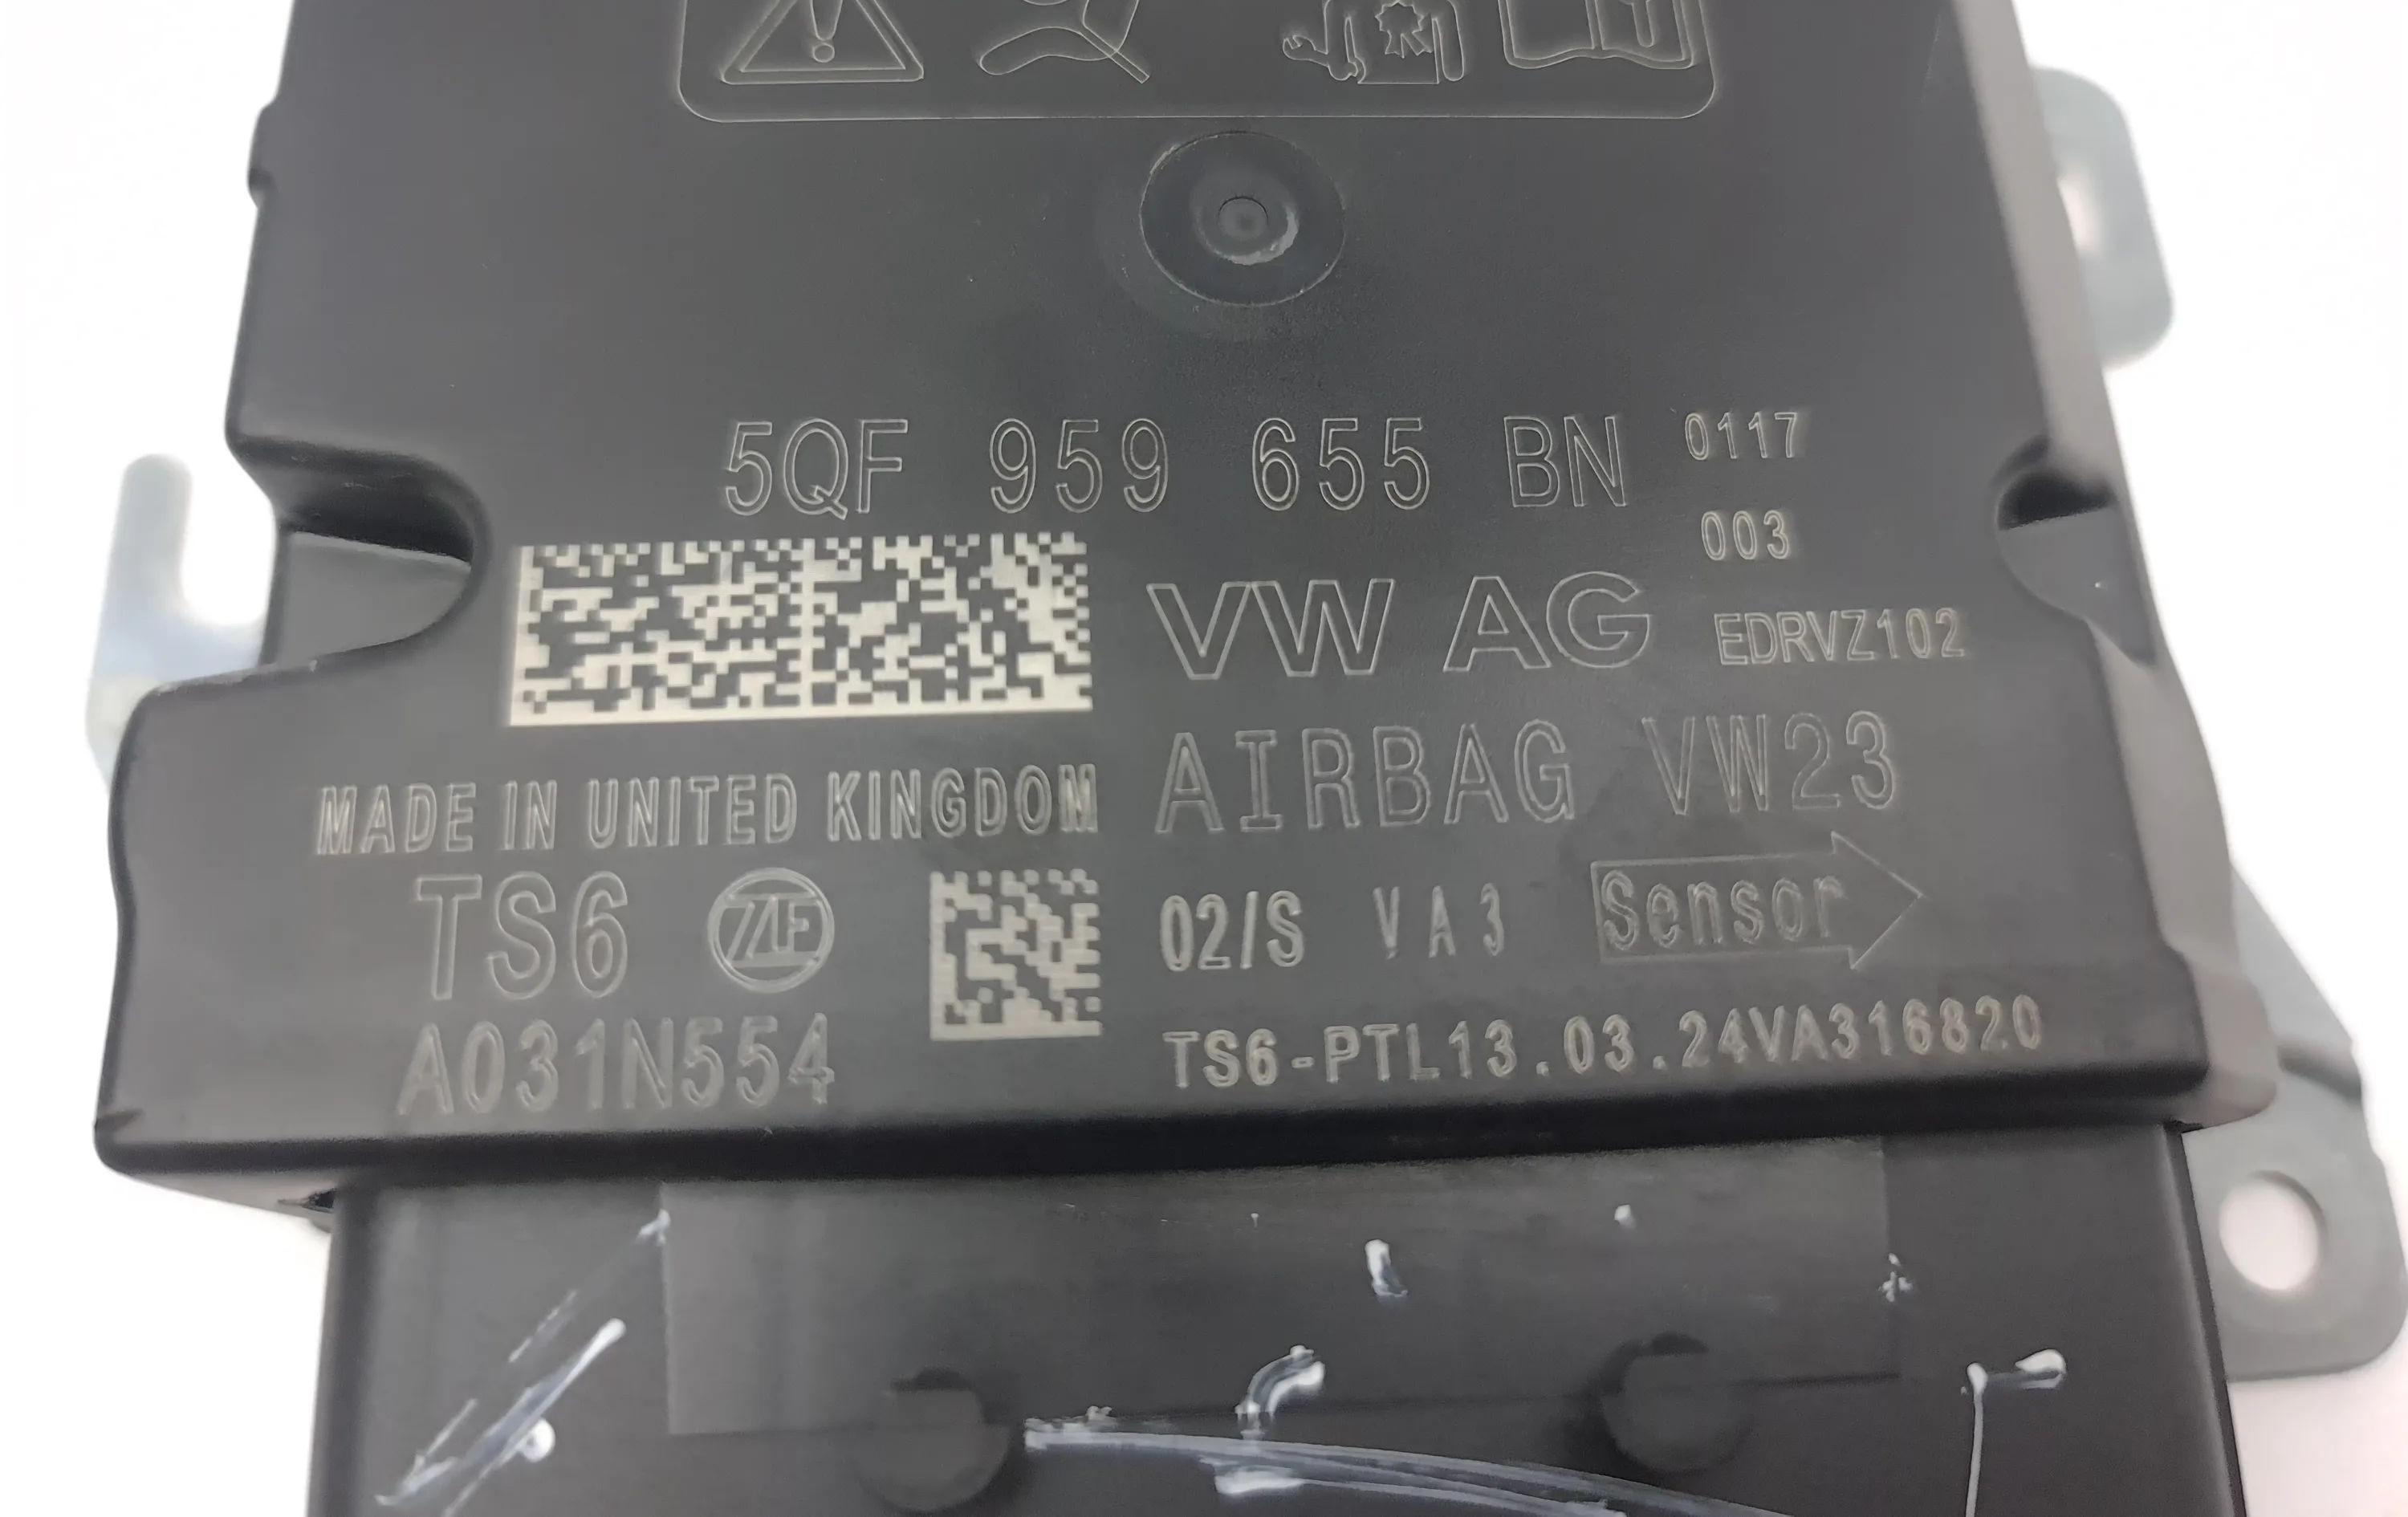 5QF 959 655 BN 0117
003
VW AG EDRVZ102
AIRBAG VW23
MADE IN UNITED KINGDOM
TS6 ZF
02/S VA3 Sensor
A031N554
TS6-PTL13.03.24VA316820